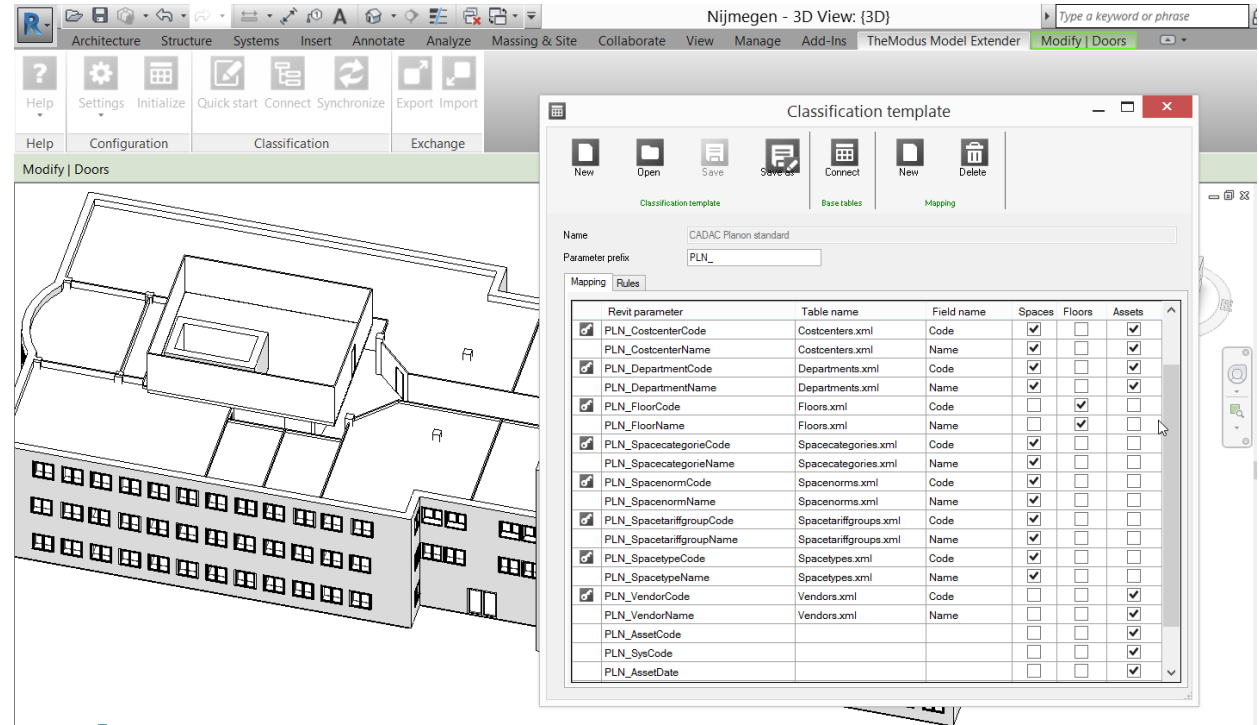 Nijmegen - 3D View: {3D}
Type a keyword or phrase
Architecture Structure Systems Insert Annotate Analyze Massing & Site Collaborate View Manage Add-Ins TheModus Model Extender Modify | Doors
Help Settings Initialize Quick start Connect Synchronize Export Import
Help Configuration Classification Exchange
Modify | Doors
Classification template
New Open Save Save as Connect New Delete
Classification template Base tables Mapping
Name CADAC Planon standard
Parameter prefix PLN_
Mapping Rules
Revit parameter Table name Field name Spaces Floors Assets
PLN_CostcenterCode Costcenters.xml Code
PLN_CostcenterName Costcenters.xml Name
PLN_DepartmentCode Departments.xml Code
PLN_DepartmentName Departments.xml Name
PLN_FloorCode Floors.xml Code
PLN_FloorName Floors.xml Name
PLN_SpacecategorieCode Spacecategories.xml Code
PLN_SpacecategorieName Spacecategories.xml Name
PLN_SpacenormCode Spacenorms.xml Code
PLN_SpacenormName Spacenorms.xml Name
PLN_SpacetariffgroupCode Spacetariffgroups.xml Code
PLN_SpacetariffgroupName Spacetariffgroups.xml Name
PLN_SpacetypeCode Spacetypes.xml Code
PLN_SpacetypeName Spacetypes.xml Name
PLN_VendorCode Vendors.xml Code
PLN_VendorName Vendors.xml Name
PLN_AssetCode
PLN_SysCode
PLN_AssetDate